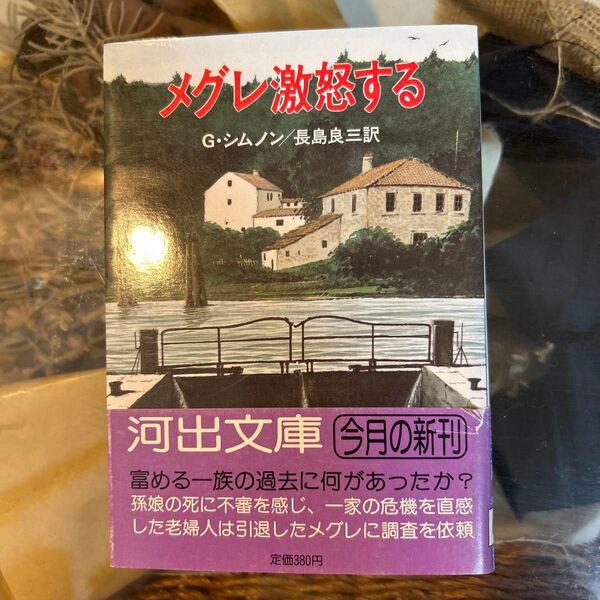 メグレ激怒する
G・シムノン/長島良三訳
河出文庫 今月の新刊
富める一族の過去に何があったか?
孫娘の死に不審を感じ、一家の危機を直感
した老婦人は引退したメグレに調査を依頼
定価380円